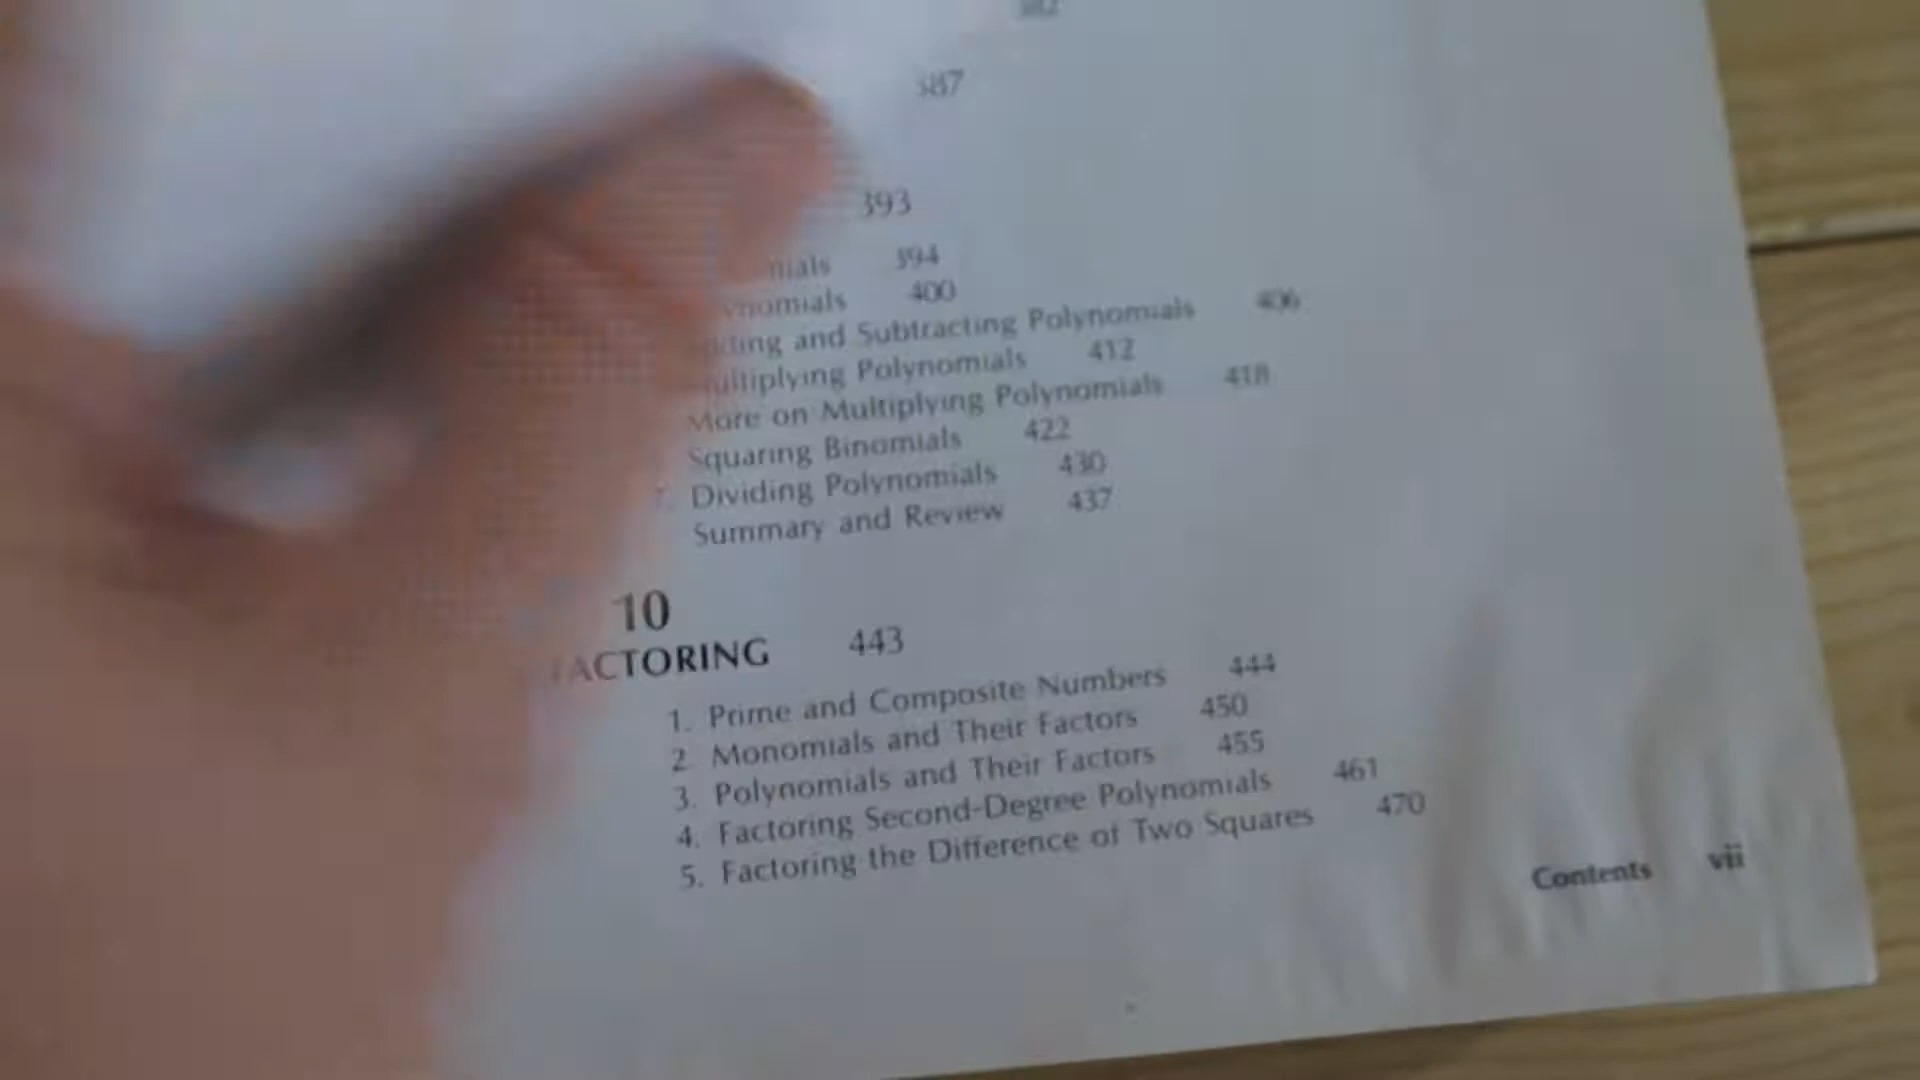 387
393
394
400
and Subtracting Polynomials 406
Multiplying Polynomials 412
More on Multiplying Polynomials 418
Squaring Binomials 422
7. Dividing Polynomials 430
Summary and Review 437
10
FACTORING 443
1. Prime and Composite Numbers 444
2. Monomials and Their Factors 450
3. Polynomials and Their Factors 455
4. Factoring Second-Degree Polynomials 461
5. Factoring the Difference of Two Squares 470
Contents vii